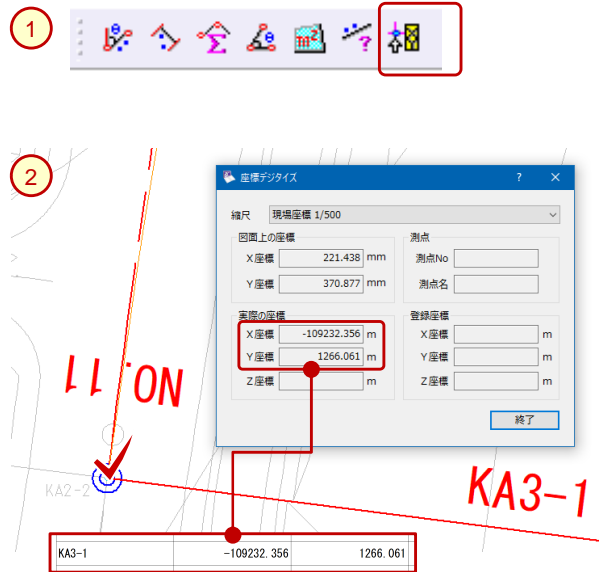 1
θ
Σ
θ
m²
?
2
座標デジタイズ ? ×
縮尺 現場座標 1/500
図面上の座標
X座標 221.438 mm
Y座標 370.877 mm
測点
測点No
測点名
実際の座標
X座標 -109232.356 m
Y座標 1266.061 m
Z座標 m
登録座標
X座標 m
Y座標 m
Z座標 m
終了
NO.11
KA2-2
KA3-1
KA3-1 -109232.356 1266.061